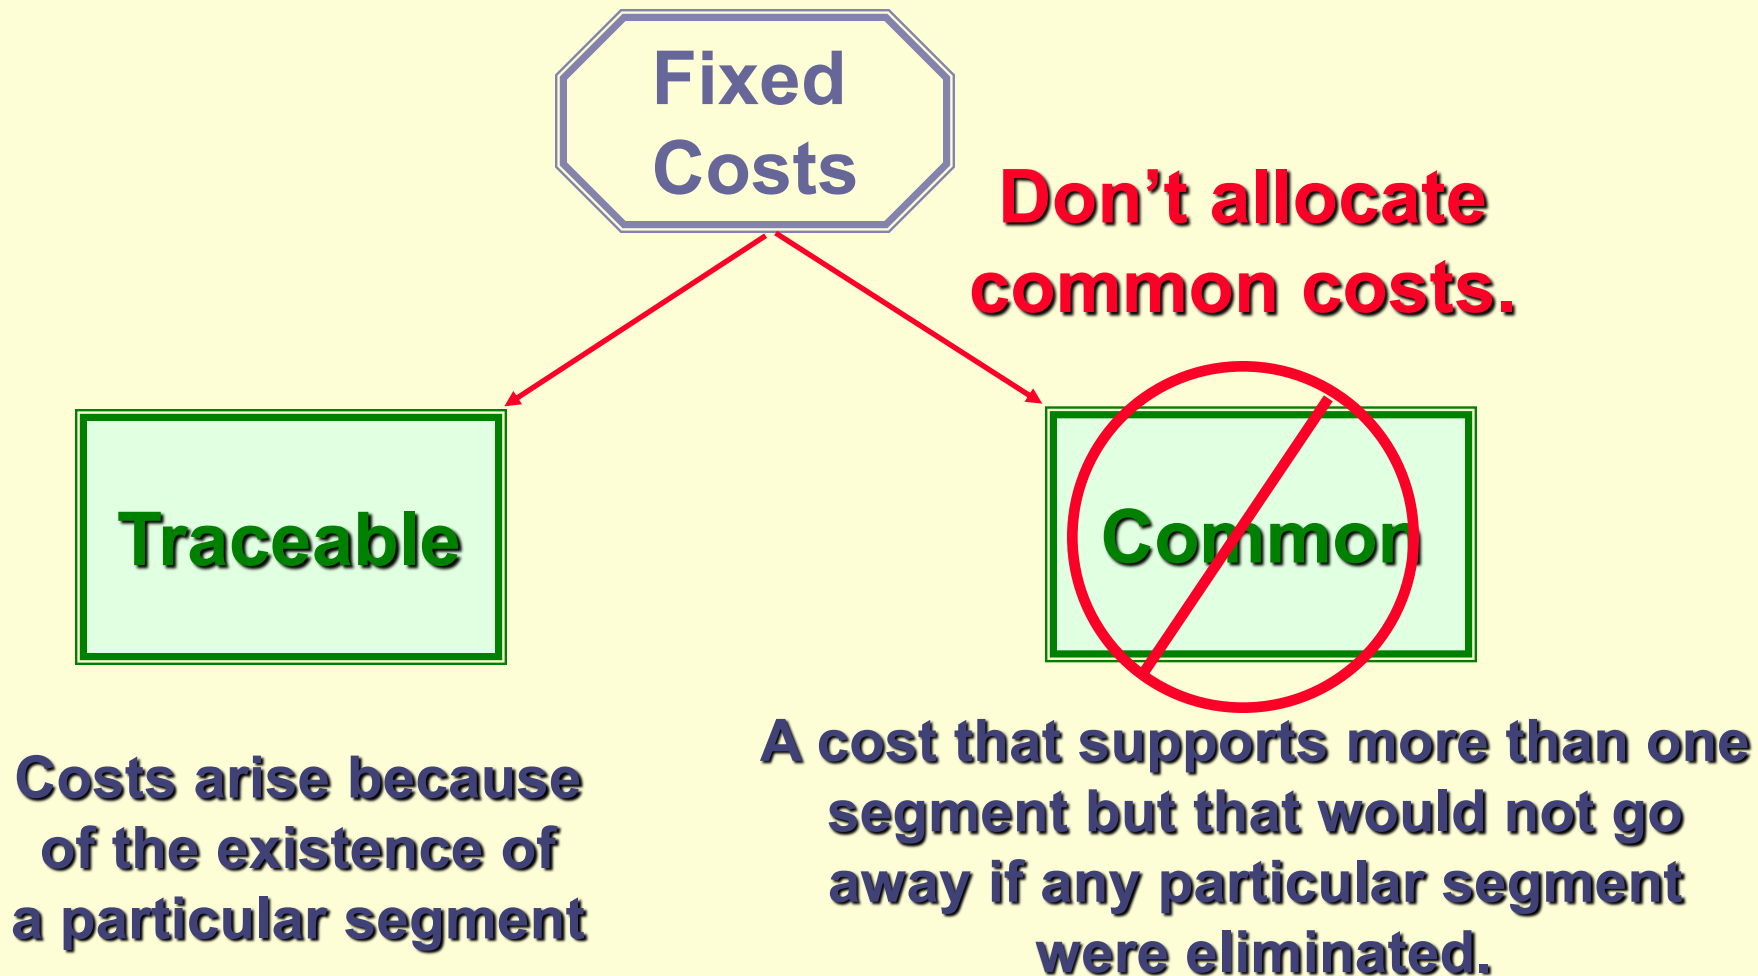 Fixed
Costs
Don’t allocate
common costs.
Traceable
Common
Costs arise because
of the existence of
a particular segment
A cost that supports more than one
segment but that would not go
away if any particular segment
were eliminated.